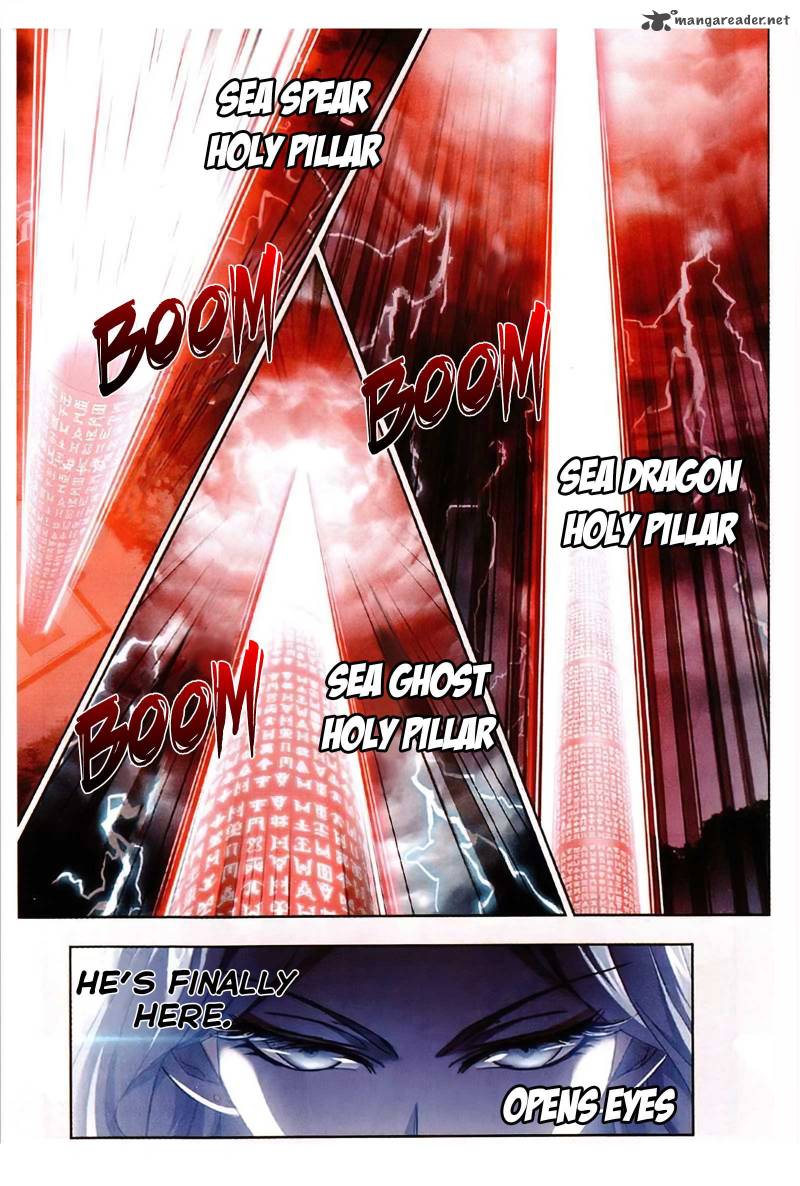 mangareader.net
SEA SPEAR
HOLY PILLAR
BOOM
BOOM
SEA DRAGON
HOLY PILLAR
BOOM
SEA GHOST
HOLY PILLAR
HE'S FINALLY
HERE.
OPENS EYES